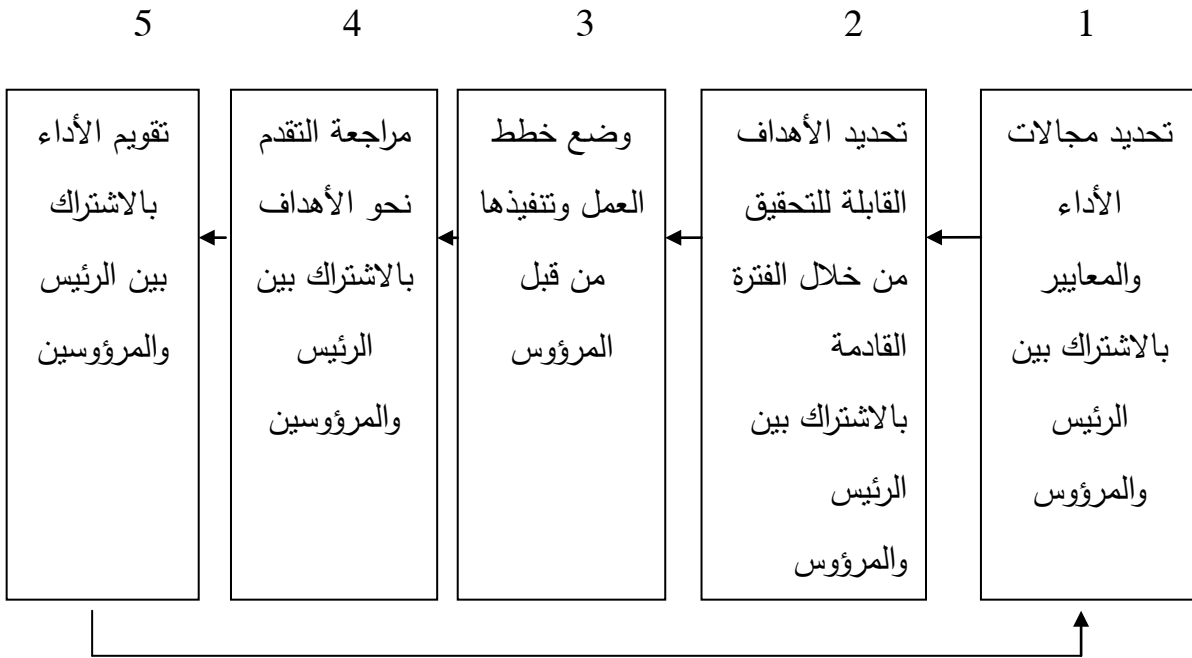 1
2
3
4
5
تحديد مجالات
الأداء
والمعايير
بالاشتراك بين
الرئيس
والمرؤوس
تحديد الأهداف
القابلة للتحقيق
من خلال الفترة
القادمة
بالاشتراك بين
الرئيس
والمرؤوس
وضع خطط
العمل وتنفيذها
من قبل
المرؤوس
مراجعة التقدم
نحو الأهداف
بالاشتراك بين
الرئيس
والمرؤوسين
تقويم الأداء
بالاشتراك
بين الرئيس
والمرؤوسين